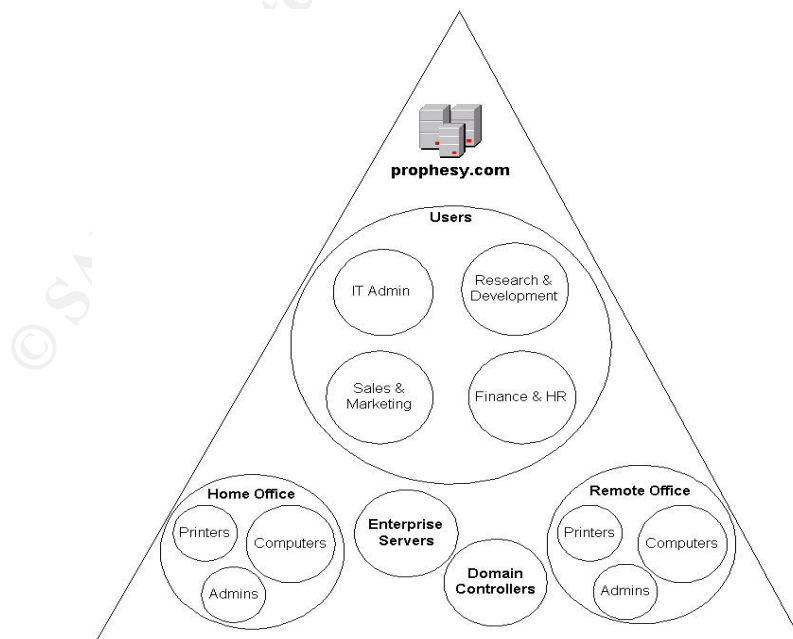 prophesy.com
Users
IT Admin
Research &
Development
Sales &
Marketing
Finance & HR
Home Office
Printers
Computers
Admins
Enterprise
Servers
Domain
Controllers
Remote Office
Printers
Computers
Admins